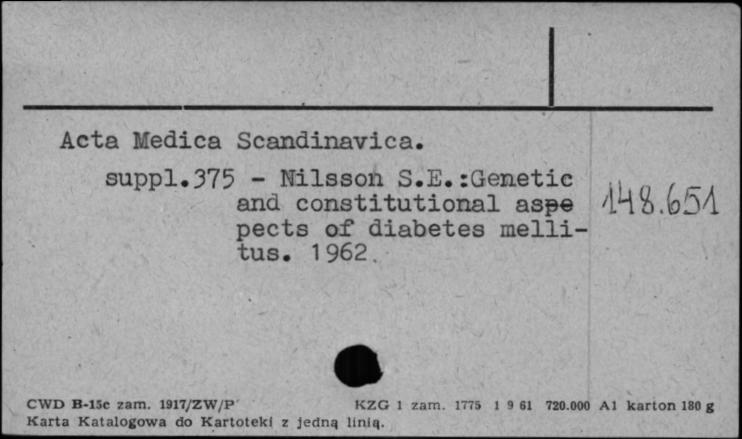 Acta Medica Scandinavica.
suppl.375 - Nilsson S.E.:Genetic
and constitutional aspe
pects of diabetes melli-
tus. 1962.
148.651
CWD B-15c zam. 1917/ZW/P
KZG 1 zam. 1775 1 9 61 720.000 A1 karton 180 g
Karta Katalogowa do Kartoteki z jedną linią.